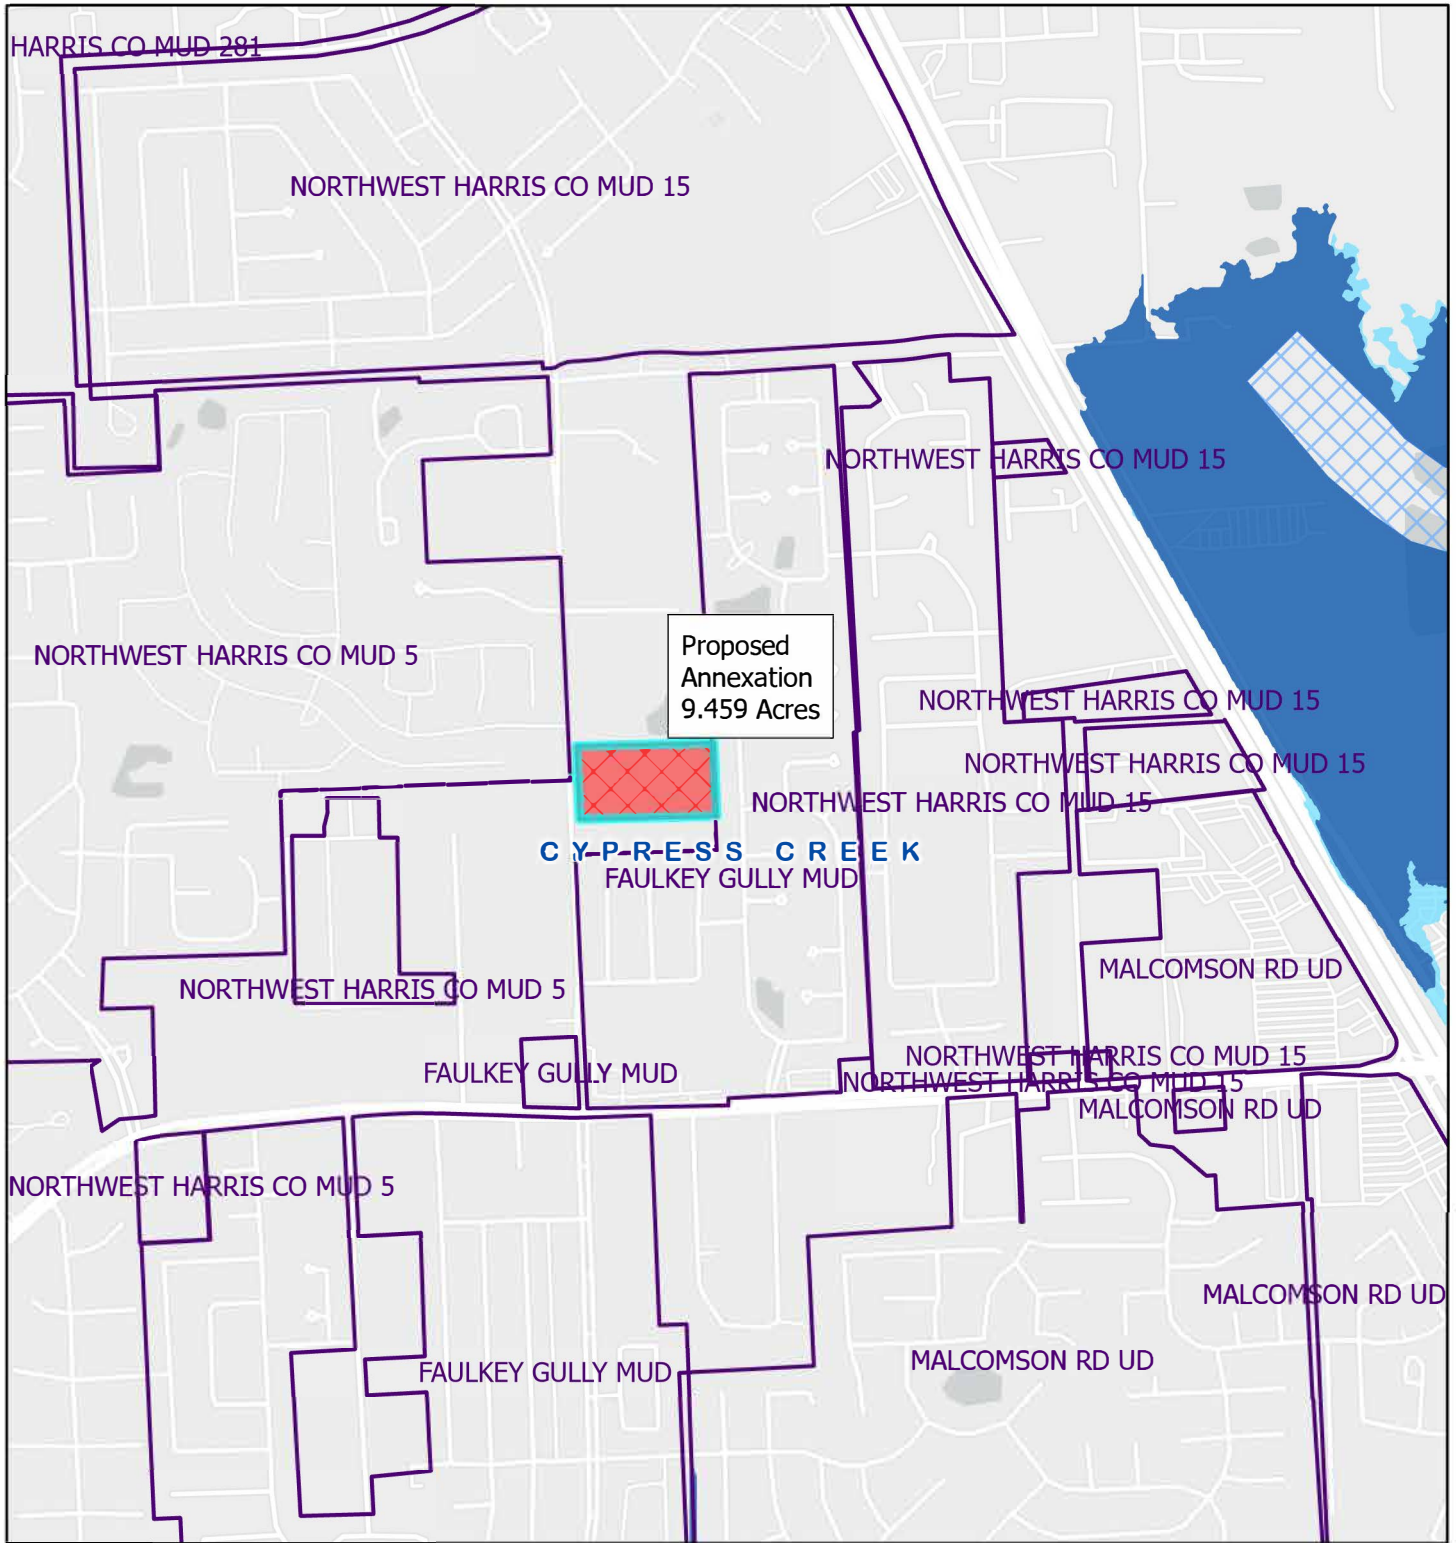 HARRIS CO MUD 281
NORTHWEST HARRIS CO MUD 15
NORTHWEST HARRIS CO MUD 15
Proposed
Annexation
9.459 Acres
NORTHWEST HARRIS CO MUD 5
NORTHWEST HARRIS CO MUD 15
NORTHWEST HARRIS CO MUD 15
NORTHWEST HARRIS CO MUD 15
CYPRESS CREEK
FAULKEY GULLY MUD
MALCOMSON RD UD
NORTHWEST HARRIS CO MUD 5
NORTHWEST HARRIS CO MUD 15
FAULKEY GULLY MUD
NORTHWEST HARRIS CO MUD 15
MALCOMSON RD UD
NORTHWEST HARRIS CO MUD 5
MALCOMSON RD UD
MALCOMSON RD UD
FAULKEY GULLY MUD